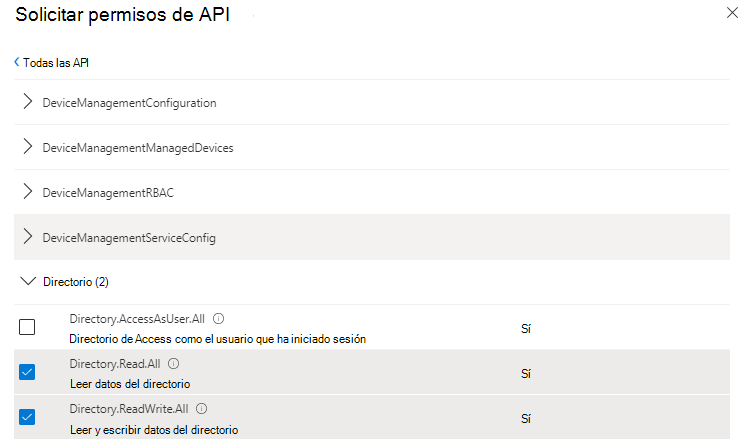 Solicitar permisos de API
Todas las API
DeviceManagementConfiguration
DeviceManagementManagedDevices
DeviceManagementRBAC
DeviceManagementServiceConfig
Directorio (2)
Directory.AccessAsUser.All
Directorio de Access como el usuario que ha iniciado sesión
Sí
Directory.Read.All
Leer datos del directorio
Sí
Directory.ReadWrite.All
Leer y escribir datos del directorio
Sí